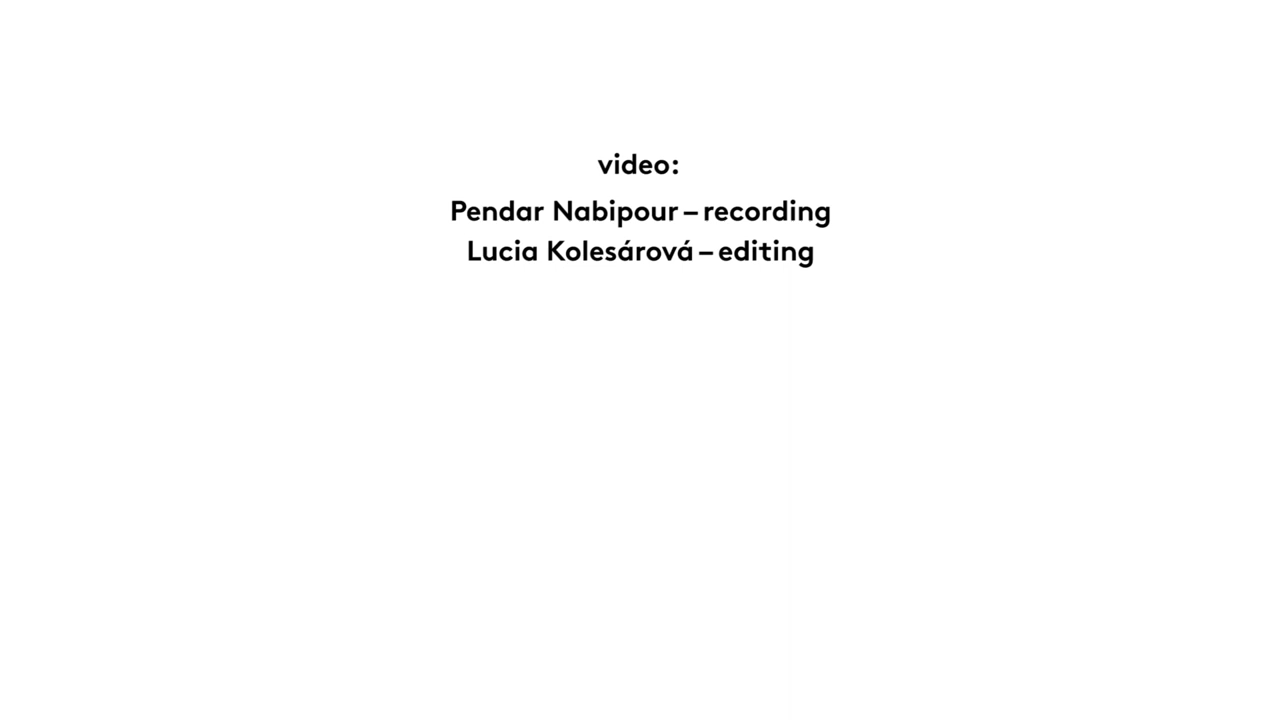 video:
Pendar Nabipour – recording
Lucia Kolesárová – editing